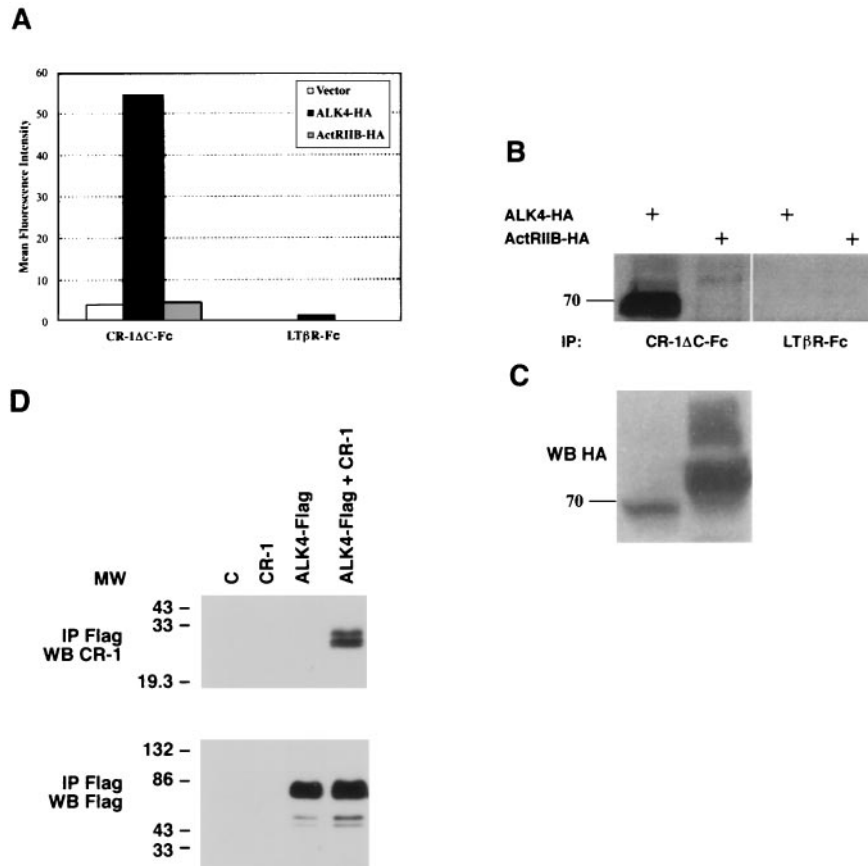 A
60
50
40
30
20
10
0
Mean Fluorescence Intensity
Vector
ALK4-HA
ActRIIB-HA
CR-1ΔC-Fc LTβR-Fc
B
ALK4-HA + +
ActRIIB-HA + +
70
IP: CR-1ΔC-Fc LTβR-Fc
C
WB HA
70
D
MW C CR-1 ALK4-Flag ALK4-Flag + CR-1
43
33
IP Flag
WB CR-1
19.3
132
86
IP Flag
WB Flag
43
33